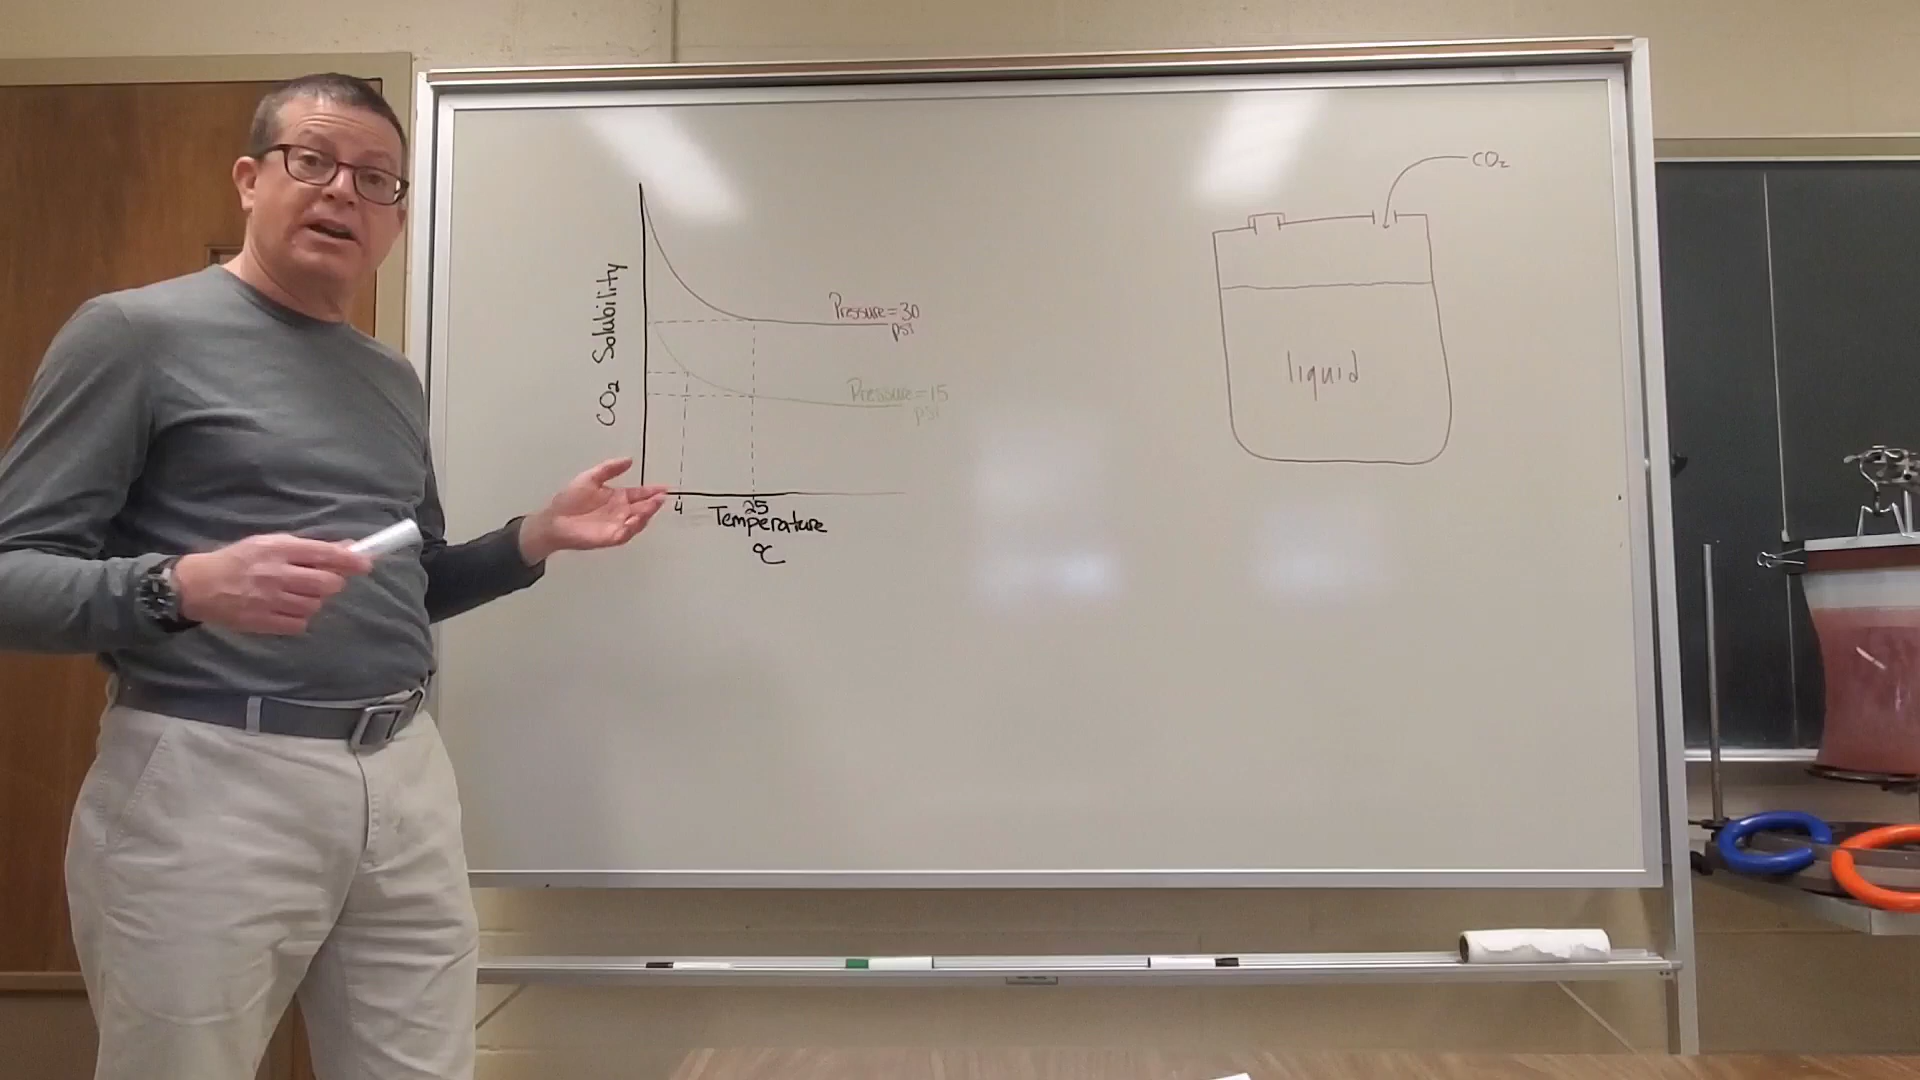 CO₂ Solubility
Pressure = 30
psi
Pressure = 15
psi
4
25
Temperature
°C
CO₂
liquid